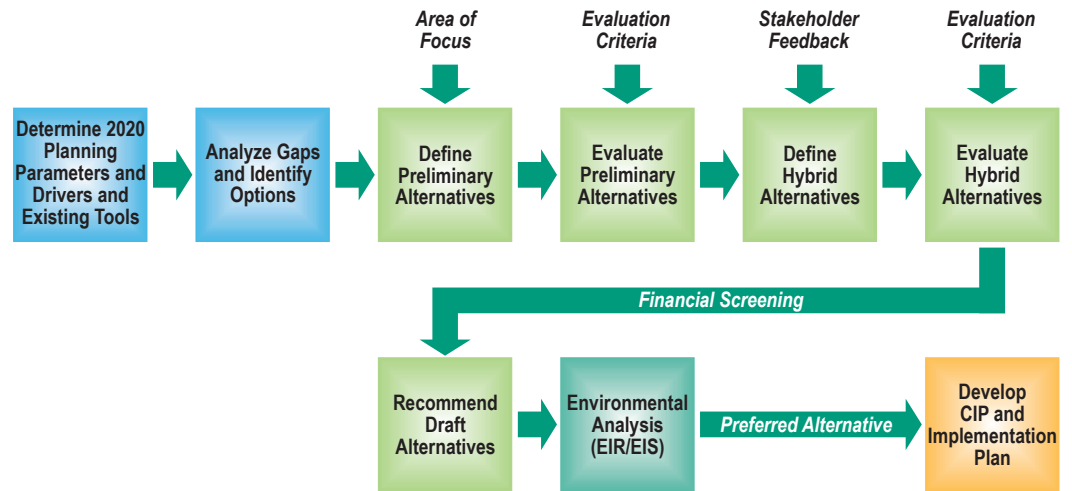 Area of
Focus
Evaluation
Criteria
Stakeholder
Feedback
Evaluation
Criteria
Determine 2020
Planning
Parameters and
Drivers and
Existing Tools
Analyze Gaps
and Identify
Options
Define
Preliminary
Alternatives
Evaluate
Preliminary
Alternatives
Define
Hybrid
Alternatives
Evaluate
Hybrid
Alternatives
Financial Screening
Recommend
Draft
Alternatives
Environmental
Analysis
(EIR/EIS)
Preferred Alternative
Develop
CIP and
Implementation
Plan